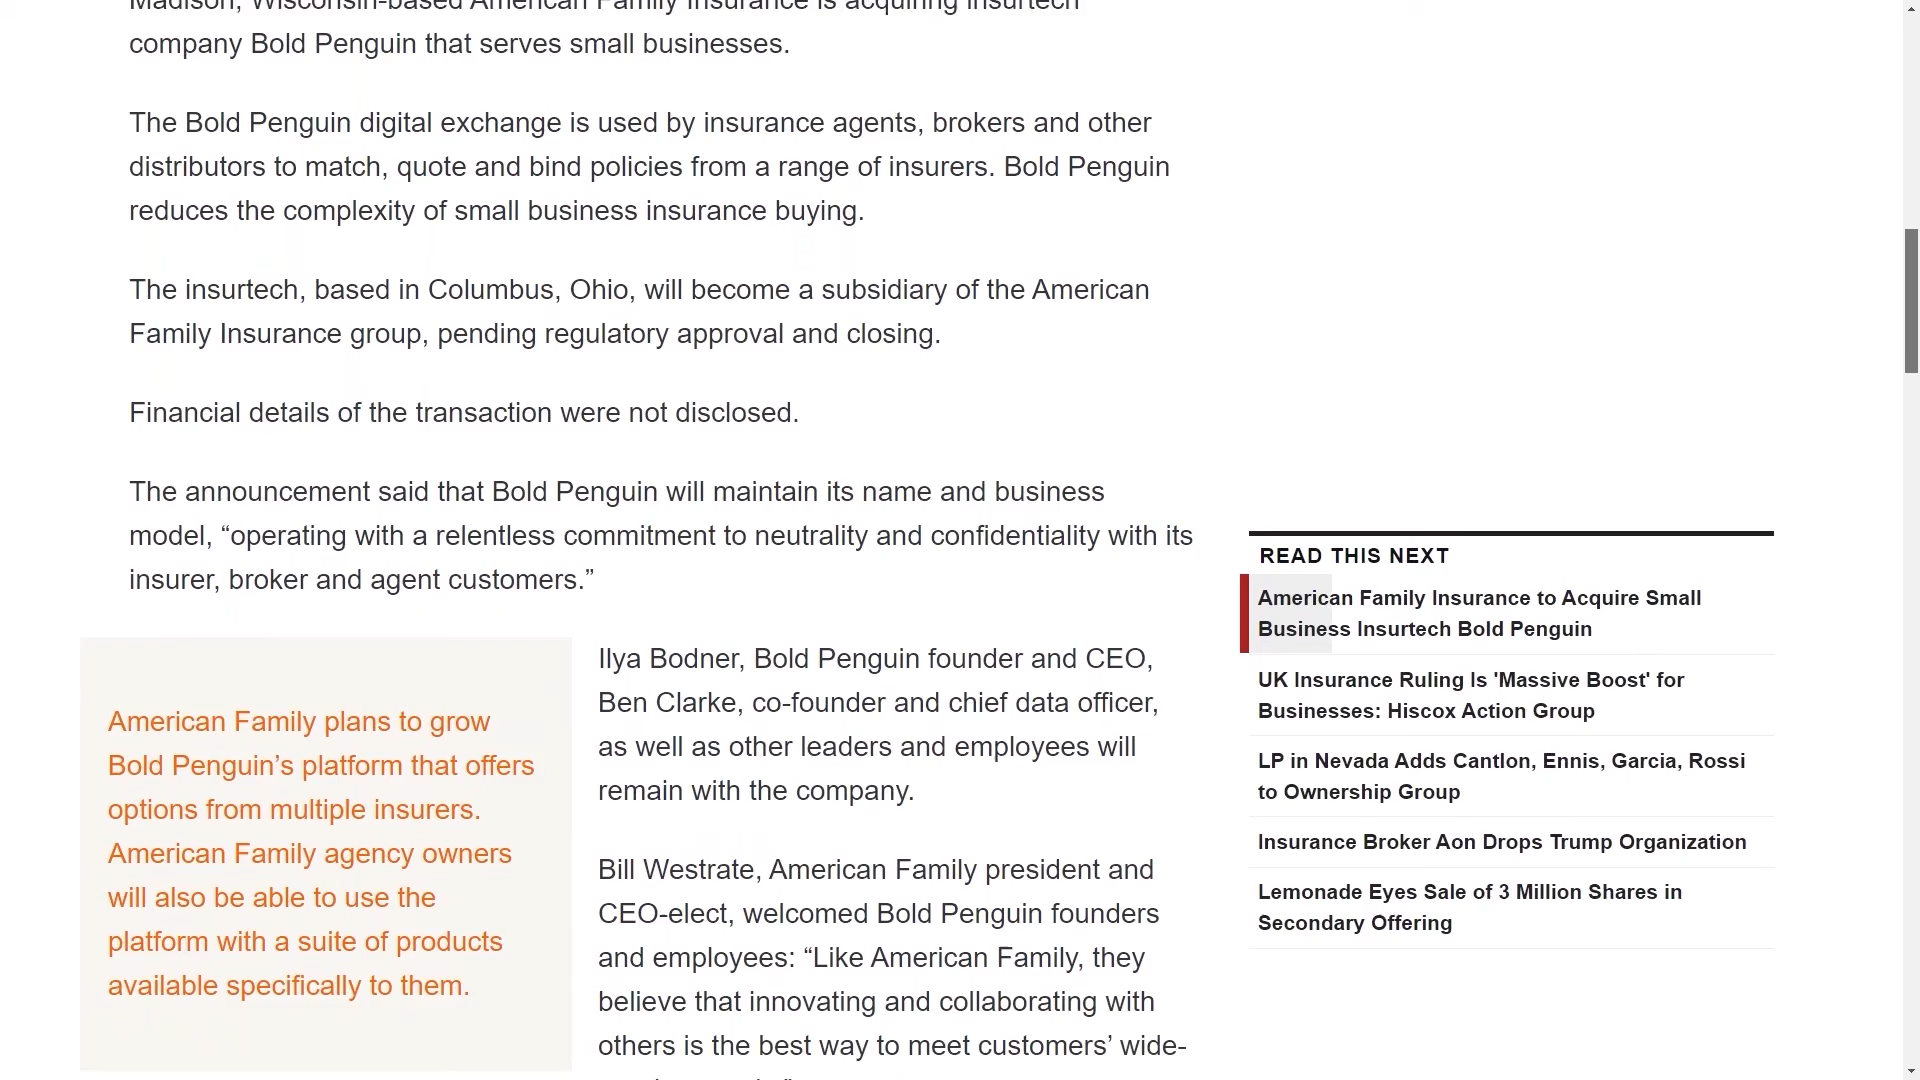 Madison, Wisconsin-based American Family Insurance is acquiring insurtech
company Bold Penguin that serves small businesses.
The Bold Penguin digital exchange is used by insurance agents, brokers and other
distributors to match, quote and bind policies from a range of insurers. Bold Penguin
reduces the complexity of small business insurance buying.
The insurtech, based in Columbus, Ohio, will become a subsidiary of the American
Family Insurance group, pending regulatory approval and closing.
Financial details of the transaction were not disclosed.
The announcement said that Bold Penguin will maintain its name and business
model, “operating with a relentless commitment to neutrality and confidentiality with its
insurer, broker and agent customers.”
American Family plans to grow
Bold Penguin’s platform that offers
options from multiple insurers.
American Family agency owners
will also be able to use the
platform with a suite of products
available specifically to them.
Ilya Bodner, Bold Penguin founder and CEO,
Ben Clarke, co-founder and chief data officer,
as well as other leaders and employees will
remain with the company.
Bill Westrate, American Family president and
CEO-elect, welcomed Bold Penguin founders
and employees: “Like American Family, they
believe that innovating and collaborating with
others is the best way to meet customers’ wide-
READ THIS NEXT
American Family Insurance to Acquire Small
Business Insurtech Bold Penguin
UK Insurance Ruling Is 'Massive Boost' for
Businesses: Hiscox Action Group
LP in Nevada Adds Cantlon, Ennis, Garcia, Rossi
to Ownership Group
Insurance Broker Aon Drops Trump Organization
Lemonade Eyes Sale of 3 Million Shares in
Secondary Offering